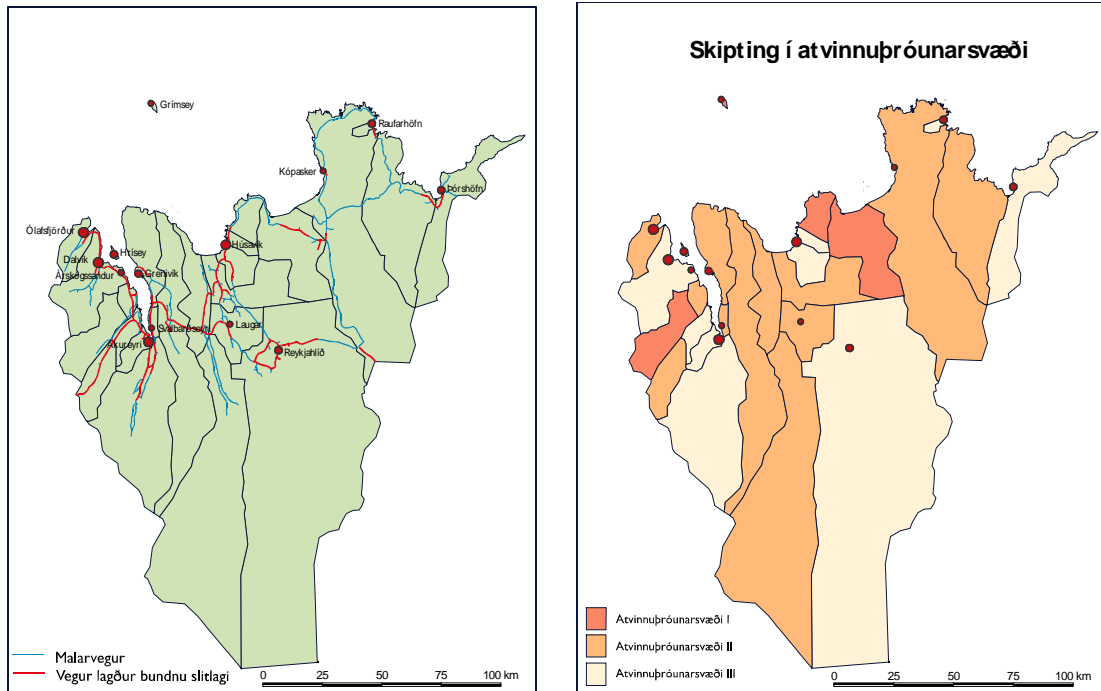 Grímsey
Raufarhöfn
Kópasker
Þórshöfn
Ólafsfjörður
Húsavík
Hrísey
Dalvík
Árskógssandur
Grenivík
Svalbarðseyri
Laugar
Akureyri
Reykjahlíð
Malarvegur
Vegur lagður bundnu slitlagi
0 25 50 75 100 km
Skipting í atvinnuþróunarsvæði
Atvinnuþróunarsvæði I
Atvinnuþróunarsvæði II
Atvinnuþróunarsvæði III
0 25 50 75 100 km